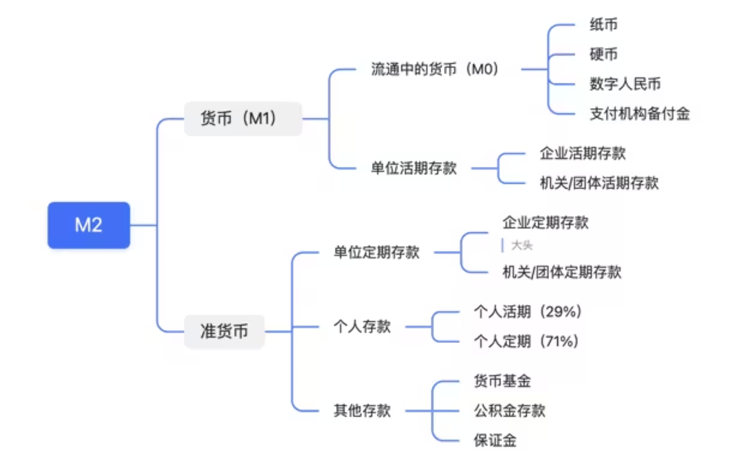 M2
货币（M1）
流通中的货币（M0）
纸币
硬币
数字人民币
支付机构备付金
单位活期存款
企业活期存款
机关/团体活期存款
准货币
单位定期存款
企业定期存款
大头
机关/团体定期存款
个人存款
个人活期（29%）
个人定期（71%）
其他存款
货币基金
公积金存款
保证金